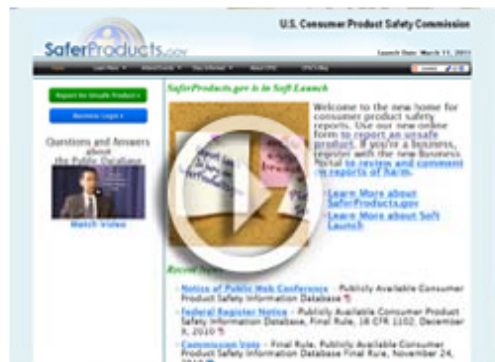 U.S. Consumer Product Safety Commission
SaferProducts.gov
Launch Date: March 11, 2011
Report An Unsafe Product
Business Login
Questions and Answers
about
the Public Database
Watch Video
SaferProducts.gov is in Soft Launch
Welcome to the new home for
consumer product safety
reports. Use our new online
form to report an unsafe
product. If you're a business,
register with the new Business
Portal to review and comment
on reports of harm.
Learn More about
SaferProducts.gov
Learn More about Soft
Launch
Recent
Notice of Public Web Conference - Publicly Available Consumer
Product Safety Information Database
Federal Register Notice - Publicly Available Consumer Product
Safety Information Database, Final Rule, 16 CFR 1102, December
9, 2010
Commission Vote - Final Rule, Publicly Available Consumer
Product Safety Information Database Final Rule, November 24,
2010